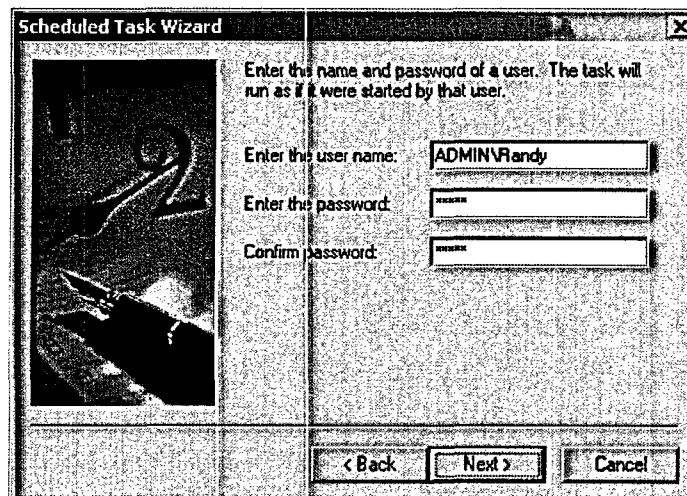 Scheduled Task Wizard
Enter the name and password of a user. The task will
run as if it were started by that user.
Enter the user name: ADMIN\Randy
Enter the password: *****
Confirm password: *****
< Back Next > Cancel